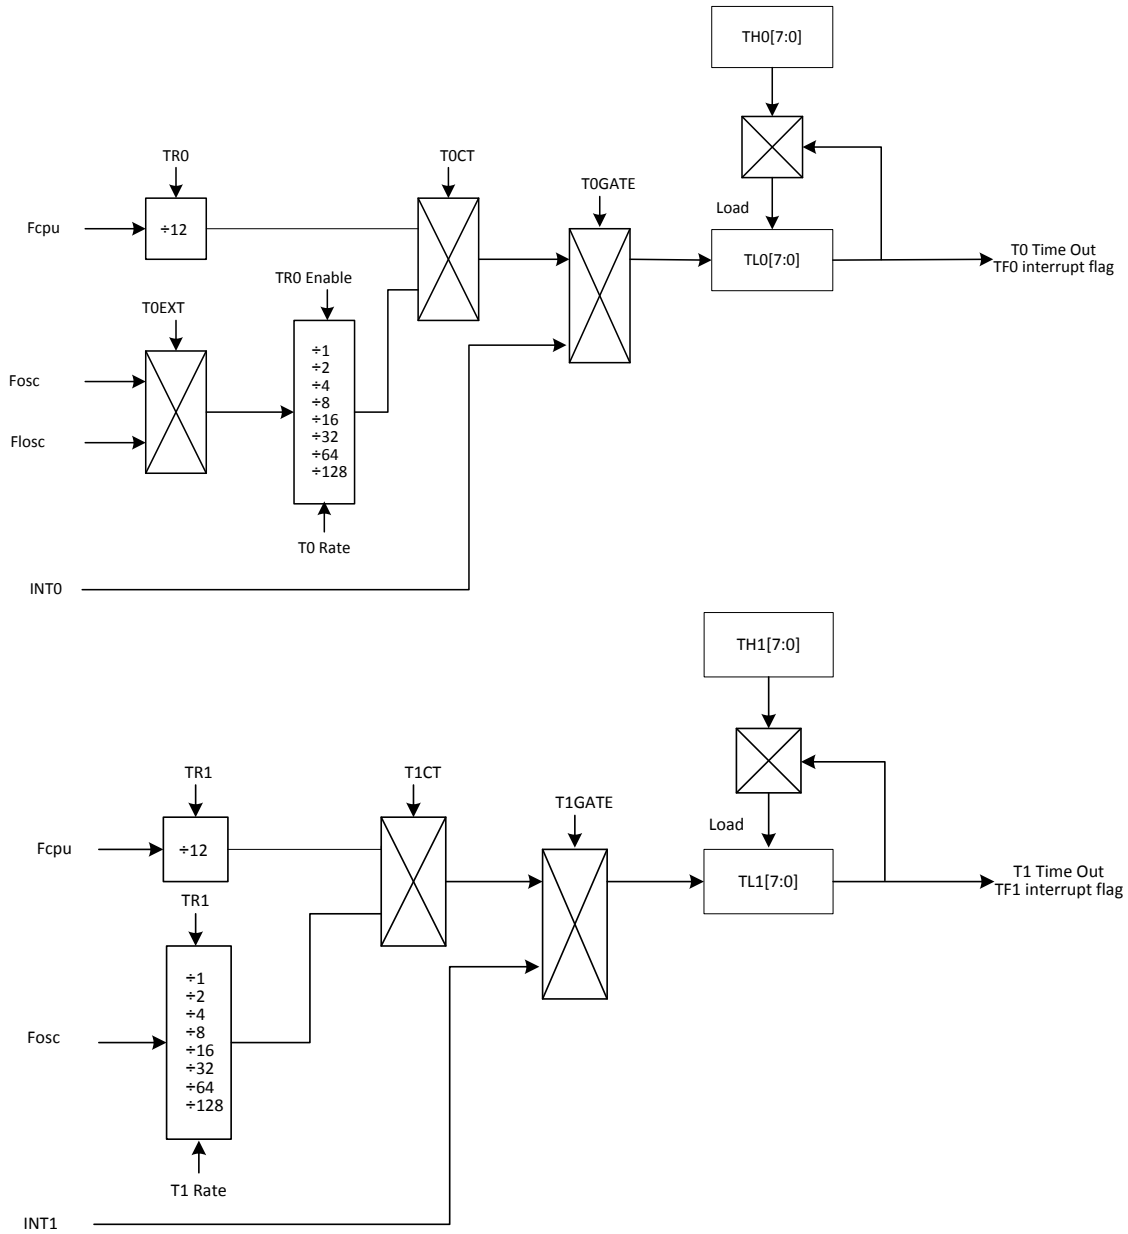 TH0[7:0]
TR0
T0CT
T0GATE
Load
Fcpu
÷12
TL0[7:0]
T0 Time Out
TF0 interrupt flag
TR0 Enable
T0EXT
Fosc
Flosc
÷1
÷2
÷4
÷8
÷16
÷32
÷64
÷128
T0 Rate
INT0
TH1[7:0]
TR1
T1CT
T1GATE
Load
Fcpu
÷12
TL1[7:0]
T1 Time Out
TF1 interrupt flag
TR1
Fosc
÷1
÷2
÷4
÷8
÷16
÷32
÷64
÷128
T1 Rate
INT1